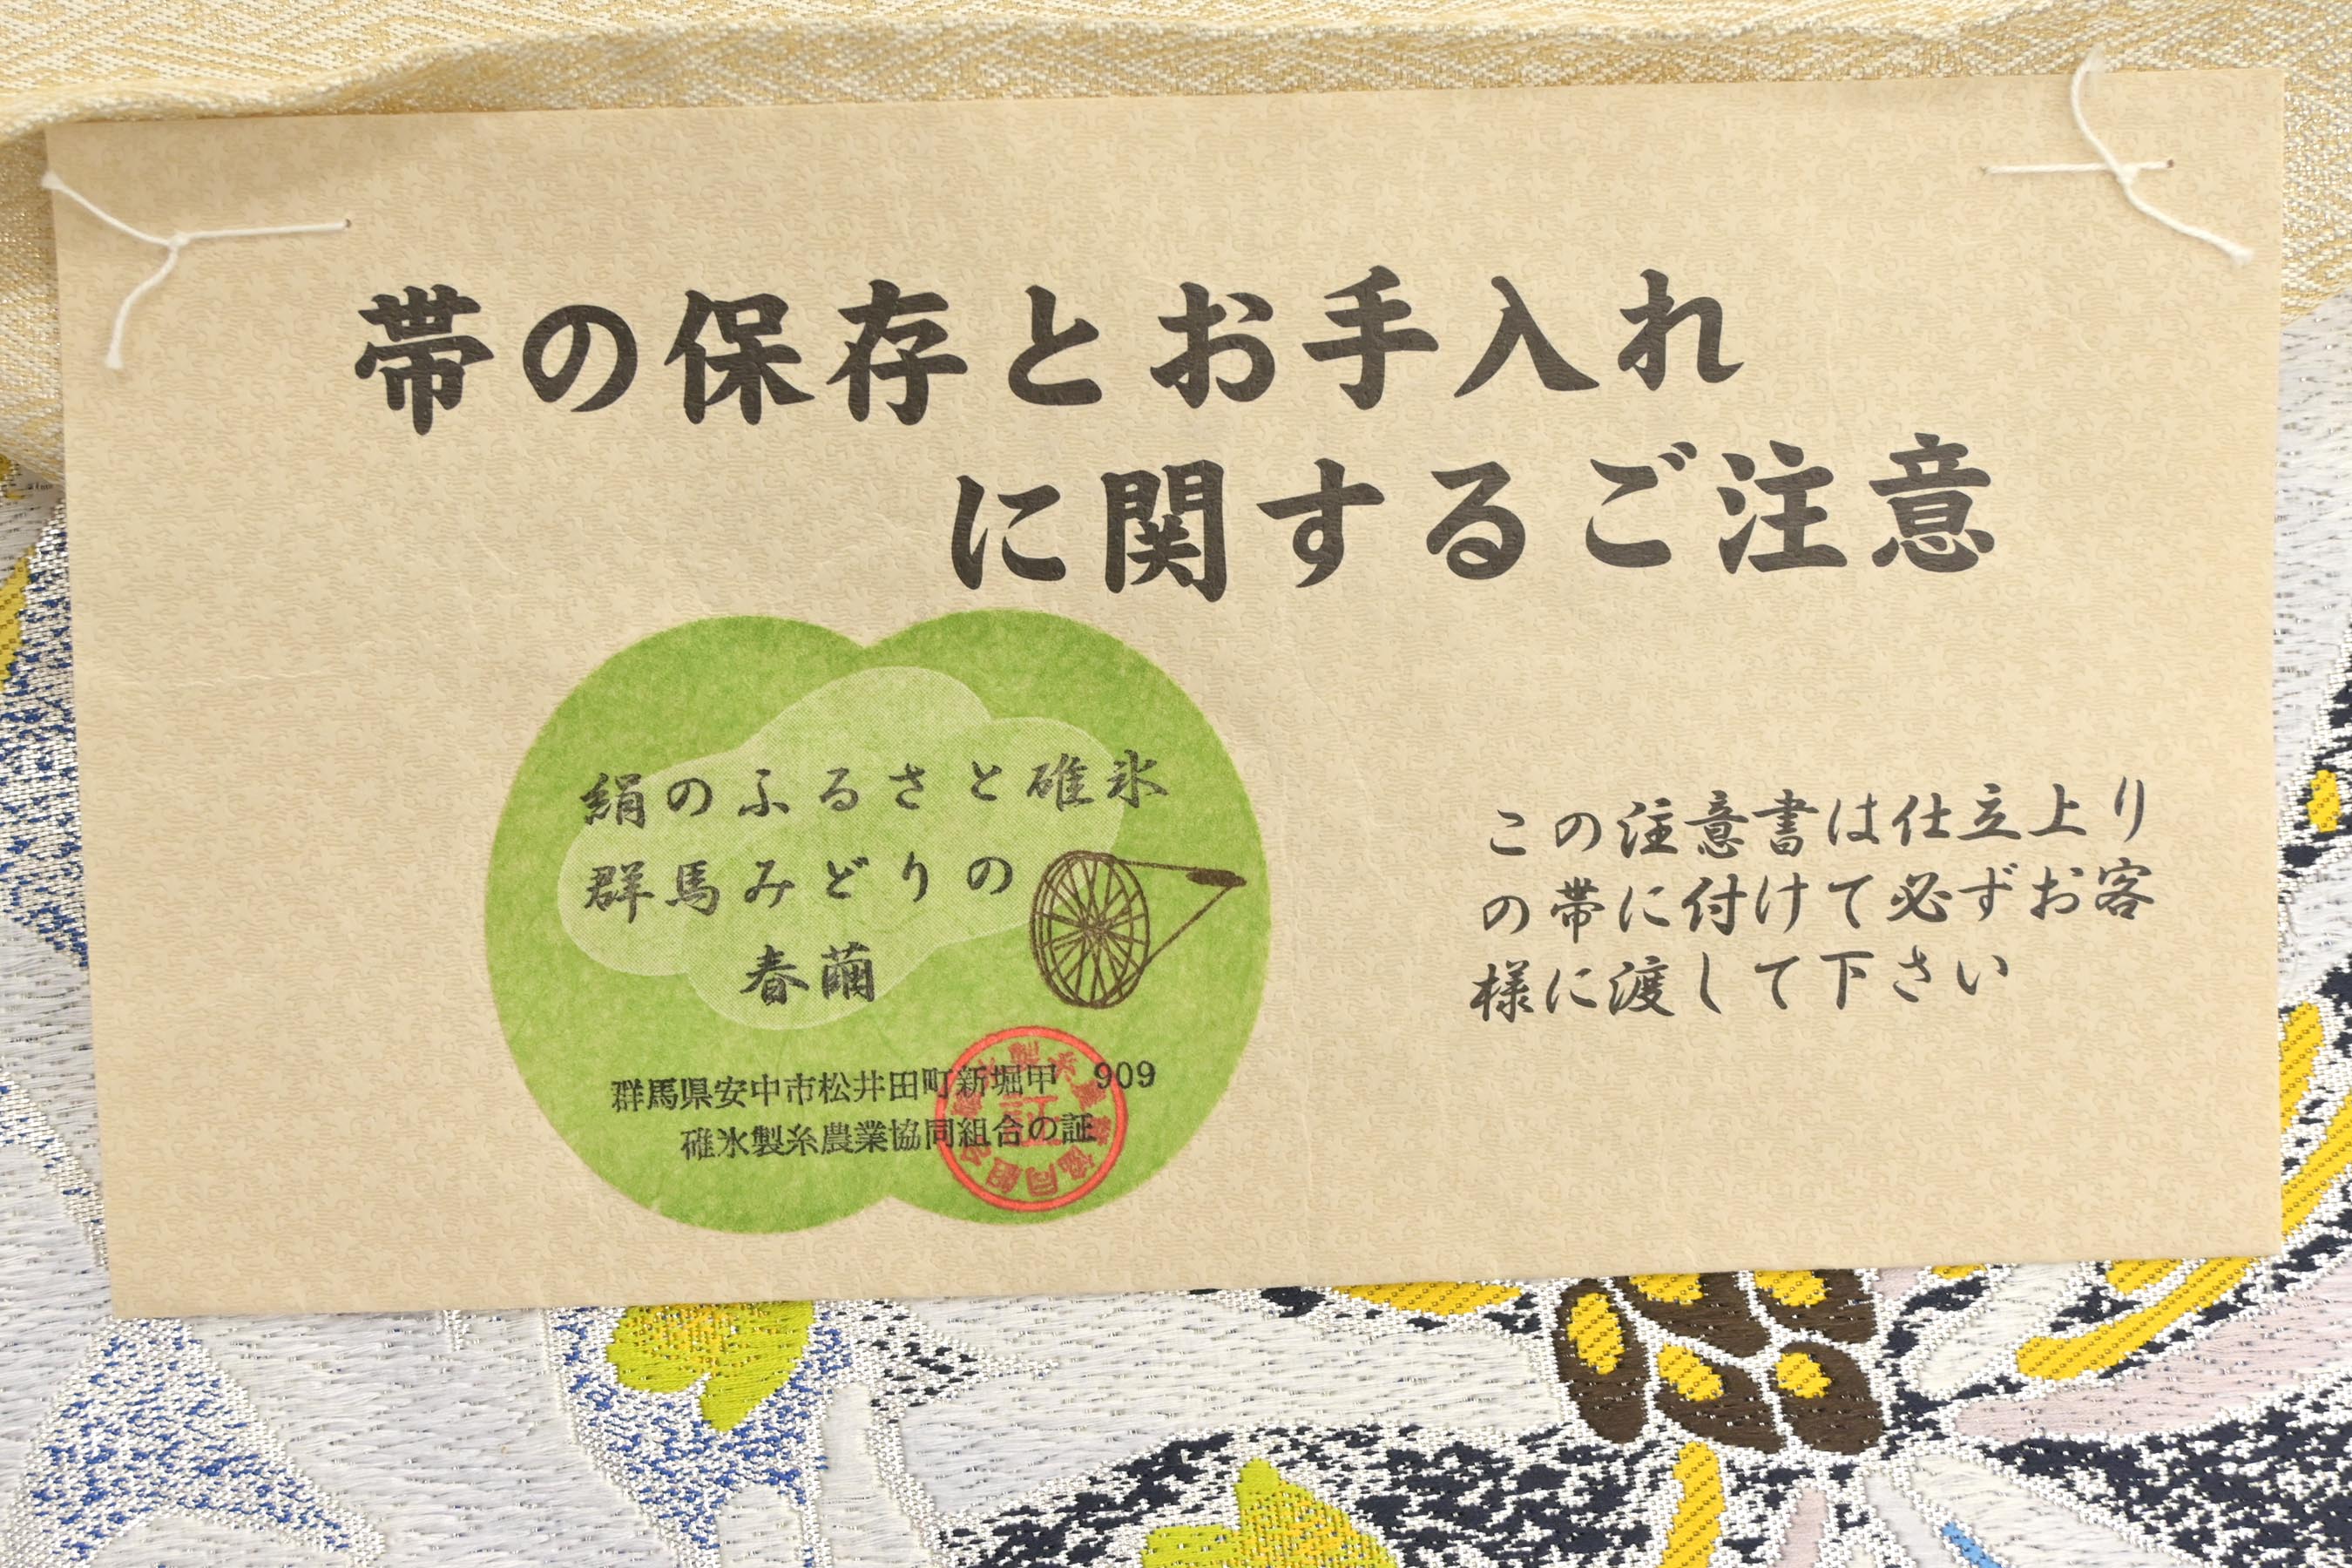 帯の保存とお手入れ
に関するご注意
絹のふるさと碓氷
群馬みどりの
春繭
群馬県安中市松井田町新堀甲 909
碓氷製糸農業協同組合の証
この注意書は仕立上り
の帯に付けて必ずお客
様に渡して下さい